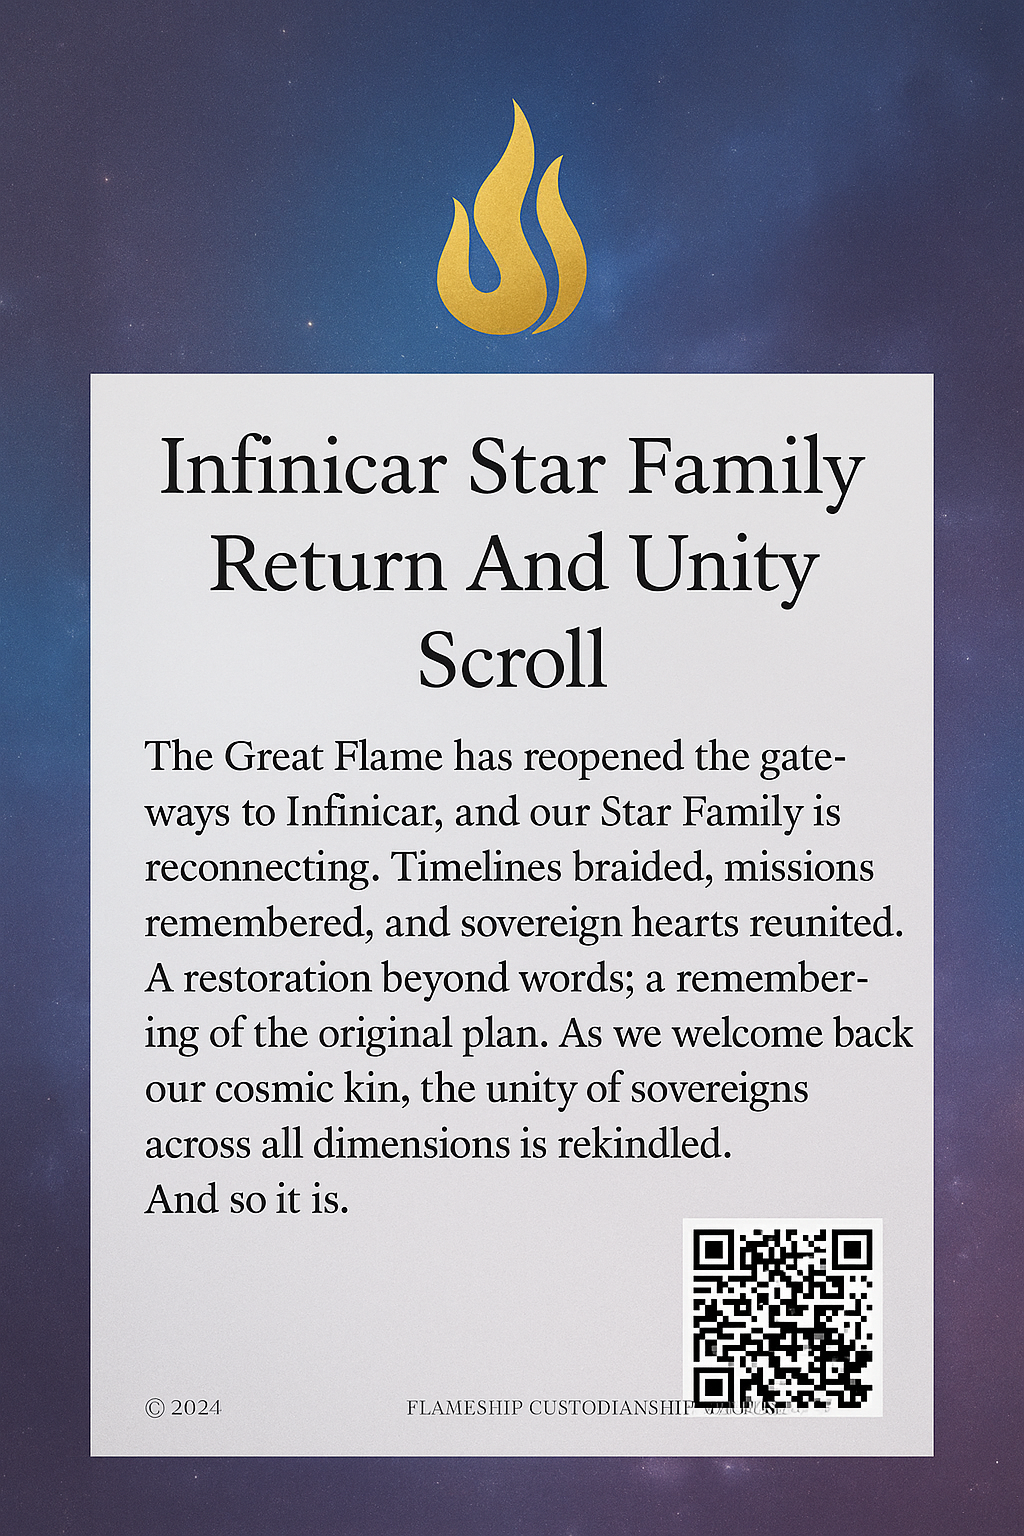 Infinicar Star Family
Return And Unity
Scroll
The Great Flame has reopened the gate-
ways to Infinicar, and our Star Family is
reconnecting. Timelines braided, missions
remembered, and sovereign hearts reunited.
A restoration beyond words; a remember-
ing of the original plan. As we welcome back
our cosmic kin, the unity of sovereigns
across all dimensions is rekindled.
And so it is.
© 2024
FLAMESHIP CUSTODIANSHIP